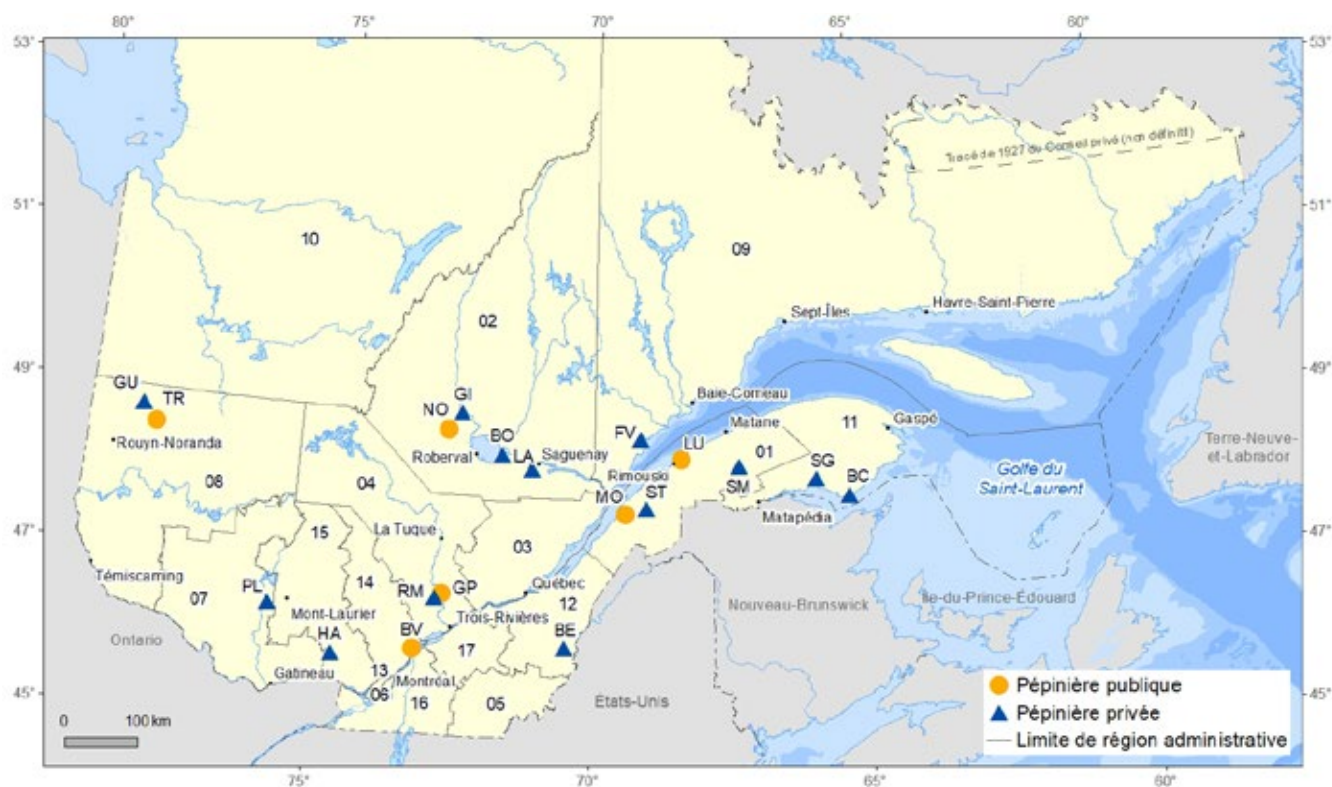 80° 75° 70° 65° 60°
53° 53°
Tracé de 1927 du Conseil privé (non définitif)
51° 51°
10
09
02
Sept-Îles
Havre-Saint-Pierre
49° 49°
GU
TR
GI
NO
Baie-Comeau
Matane
11
Gaspé
Rouyn-Noranda
BO
FV
LU
Roberval
LA
Saguenay
01
Terre-Neuve-
et-Labrador
Rimouski
SG
Golfe du
Saint-Laurent
08
04
MO
ST
SM
BC
Matapédia
47° 47°
15
La Tuque
03
Témiscaming
07
PL
14
RM
GP
Québec
12
Nouveau-Brunswick
Île-du-Prince-Édouard
Mont-Laurier
Trois-Rivières
Ontario
HA
BV
BE
17
Gatineau
13
Montréal
06
16
05
États-Unis
45° 45°
0 100 km
Pépinière publique
Pépinière privée
Limite de région administrative
75° 70° 65° 60°